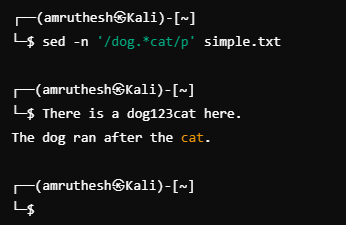 ┌──(amruthesh㉿Kali)-[~]
└─$ sed -n '/dog.*cat/p' simple.txt
┌──(amruthesh㉿Kali)-[~]
└─$ There is a dog123cat here.
The dog ran after the cat.
┌──(amruthesh㉿Kali)-[~]
└─$